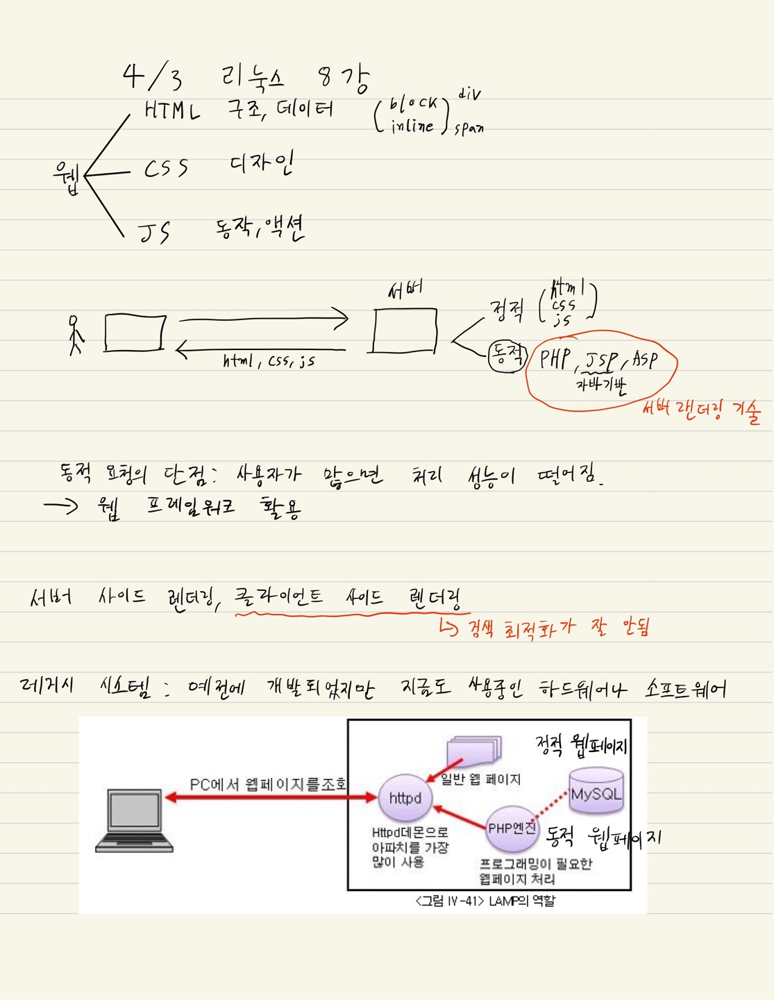 4/3 리눅스 8강
HTML 구조, 데이터 (block div
inline) span
웹
CSS 디자인
JS 동작, 액션
서버
정적 (html
css
js)
html, css, js
동적 PHP, JSP, ASP
자바기반
서버 랜더링 기술
동적 요청의 단점: 사용자가 많으면 처리 성능이 떨어짐.
→ 웹 프레임워크 활용
서버 사이드 렌더링, 클라이언트 사이드 렌더링
↳ 검색 최적화가 잘 안됨
레거시 시스템 : 예전에 개발되었지만 지금도 사용중인 하드웨어나 소프트웨어
정적 웹페이지
일반 웹 페이지
PC에서 웹페이지를조회
httpd
MySQL
PHP엔진
Httpd데몬으로
아파치를 가장
많이 사용
동적 웹페이지
프로그래밍이 필요한
웹페이지 처리
<그림 IV-41> LAMP의 역할